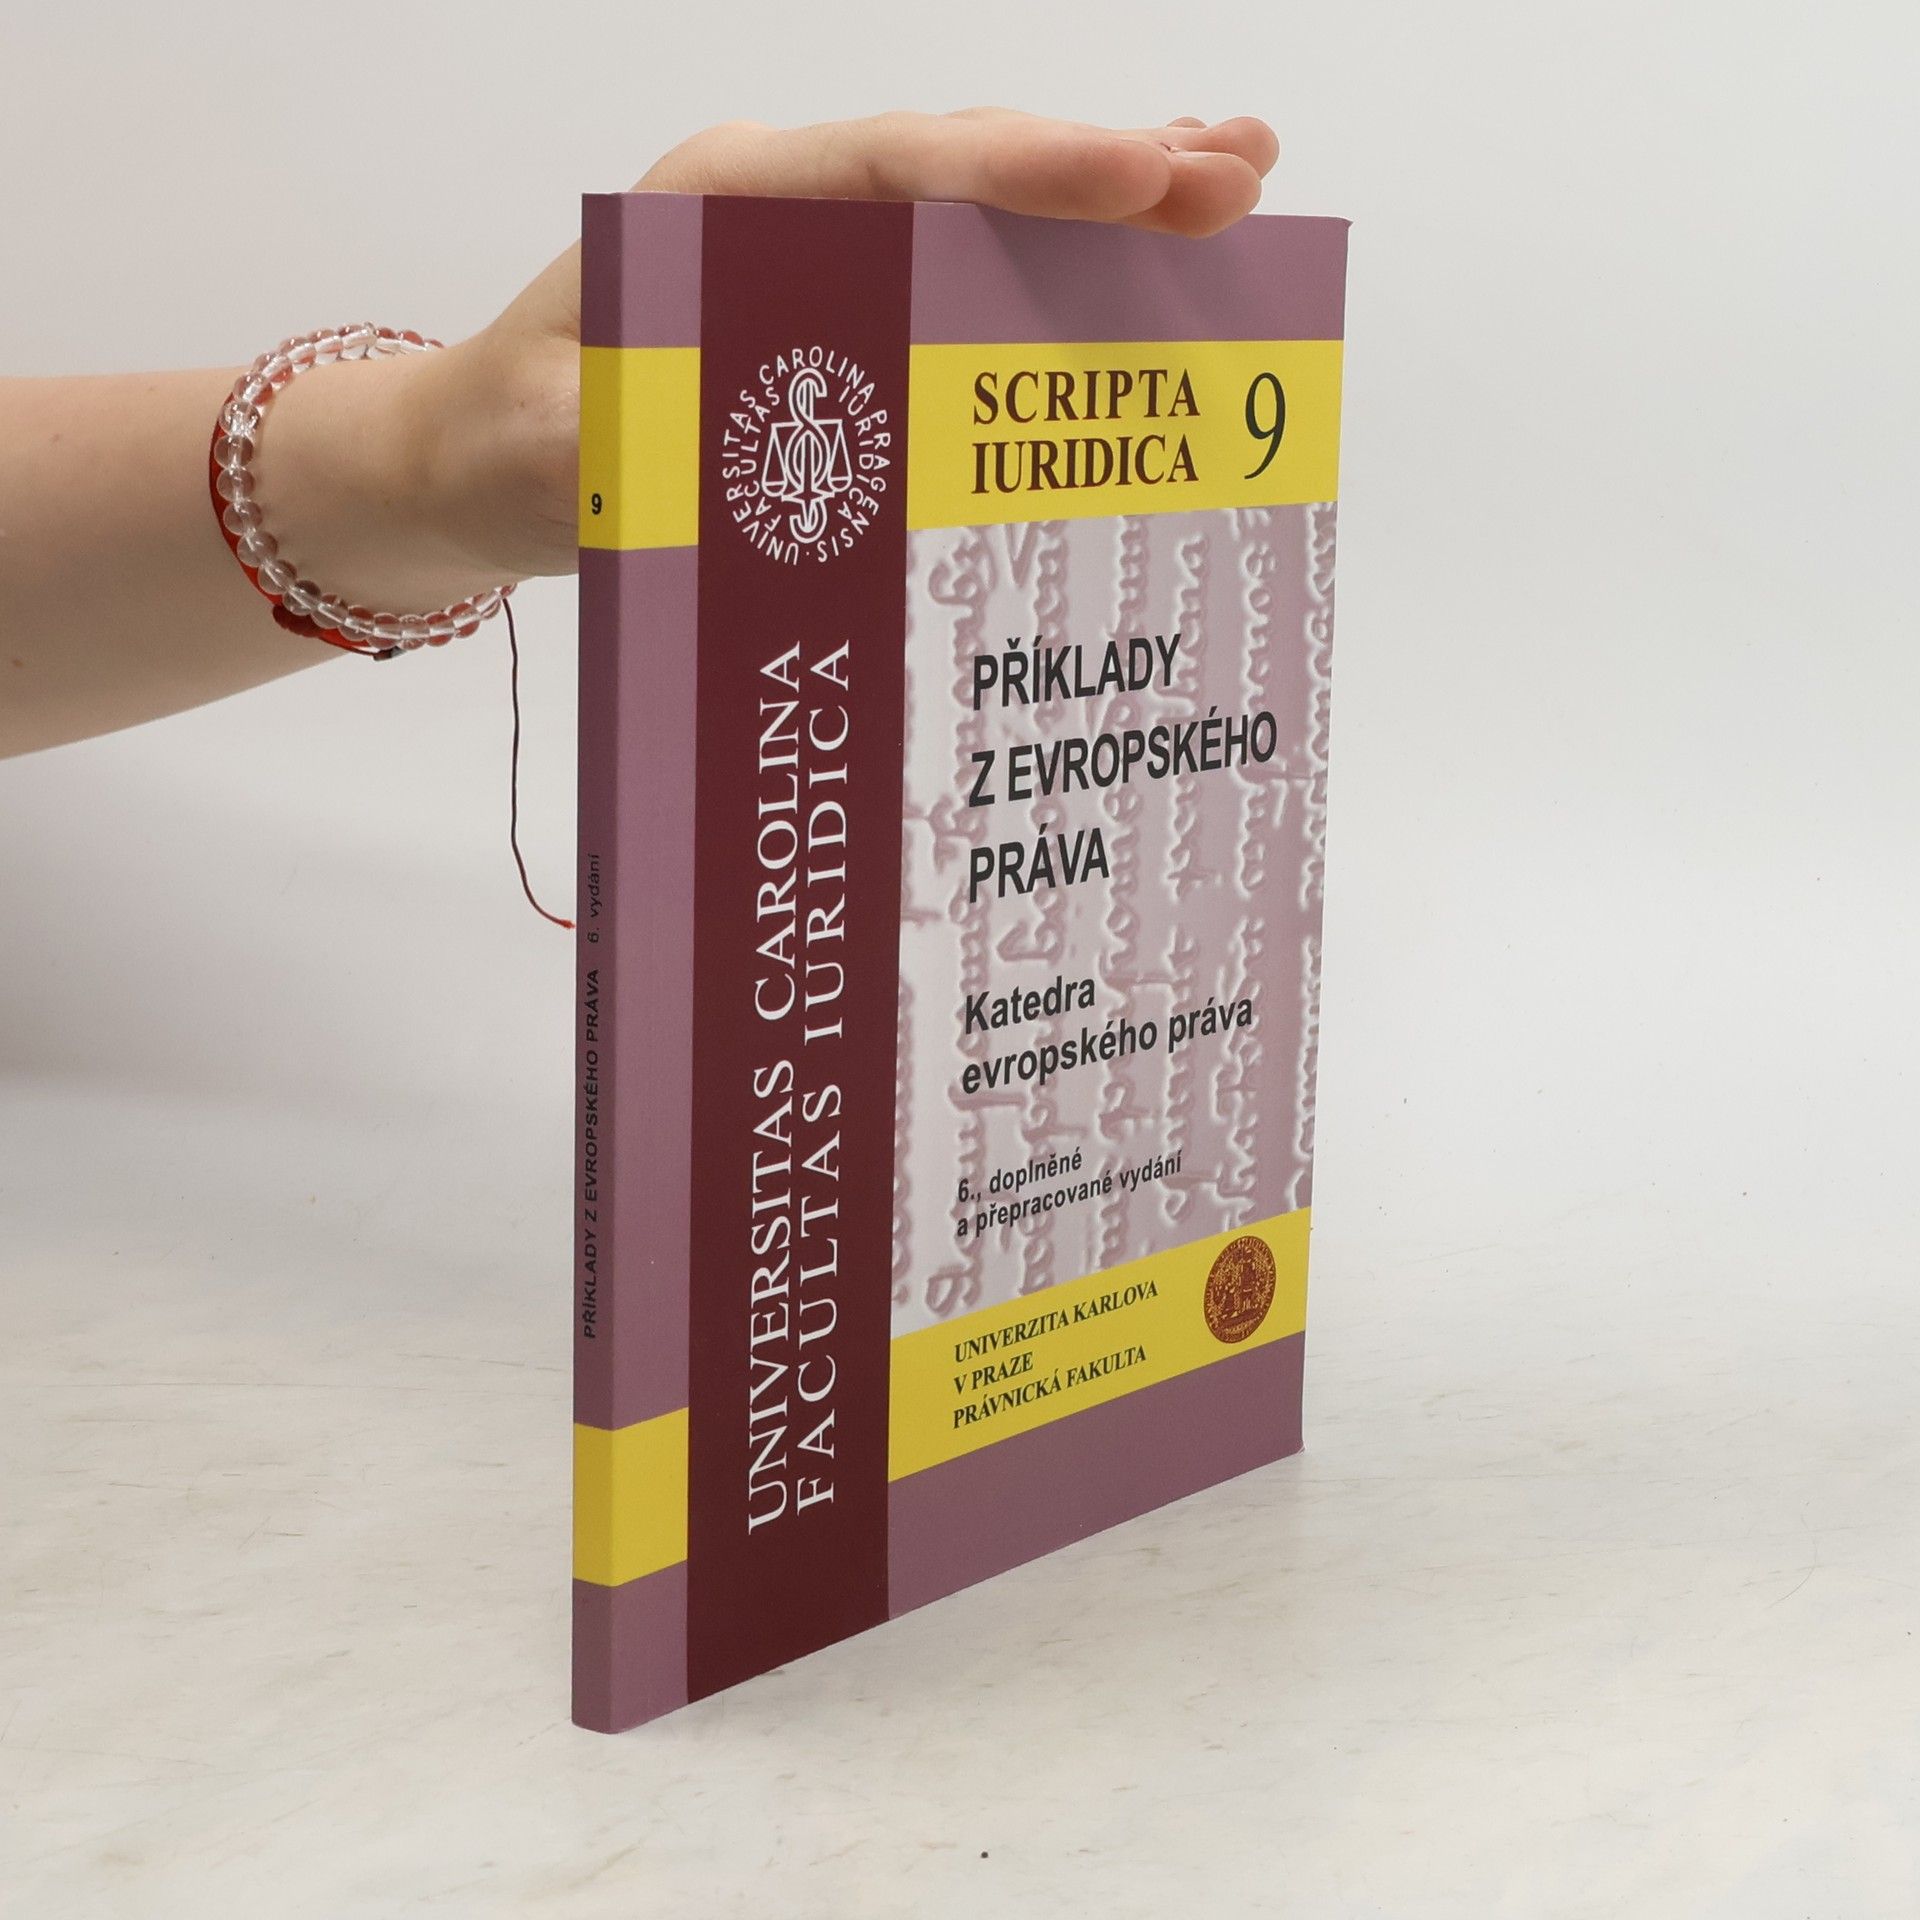 9
PŘÍKLADY Z EVROPSKÉHO PRÁVA 6. vydání
UNIVERSITAS CAROLINA PRAGENSIS ·
FACULTAS IURIDICA
UNIVERSITAS CAROLINA
FACULTAS IURIDICA
SCRIPTA
IURIDICA 9
PŘÍKLADY
Z EVROPSKÉHO
PRÁVA
Katedra
evropského práva
6., doplněné
a přepracované vydání
UNIVERZITA KARLOVA
V PRAZE
PRÁVNICKÁ FAKULTA